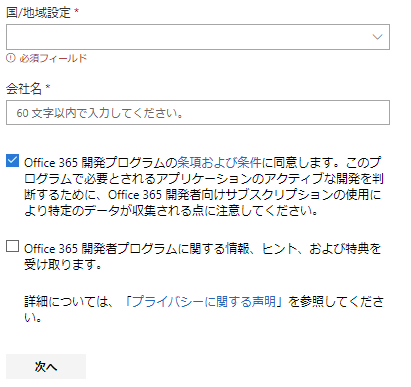 国/地域設定 *
必須フィールド
会社名 *
60 文字以内で入力してください。
Office 365 開発プログラムの条項および条件に同意します。このプ
ログラムで必要とされるアプリケーションのアクティブな開発を判
断するために、Office 365 開発者向けサブスクリプションの使用に
より特定のデータが収集される点に注意してください。
Office 365 開発者プログラムに関する情報、ヒント、および特典を
受け取ります。
詳細については、「プライバシーに関する声明」を参照してくださ
い。
次へ